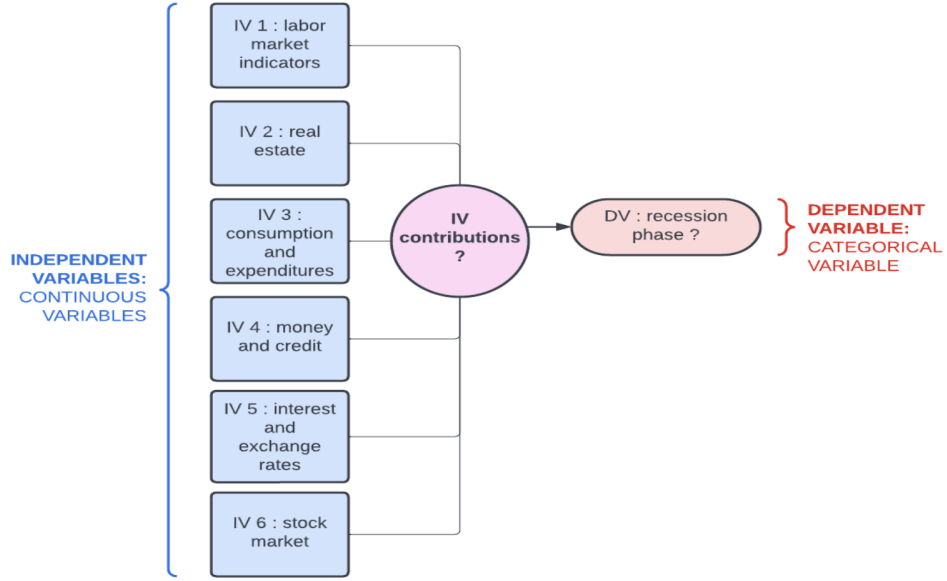 IV 1 : labor
market
indicators
IV 2 : real
estate
IV 3 :
consumption
and
expenditures
IV 4 : money
and credit
IV 5 : interest
and
exchange
rates
IV 6 : stock
market
INDEPENDENT
VARIABLES:
CONTINUOUS
VARIABLES
IV
contributions
?
DV : recession
phase ?
DEPENDENT
VARIABLE:
CATEGORICAL
VARIABLE